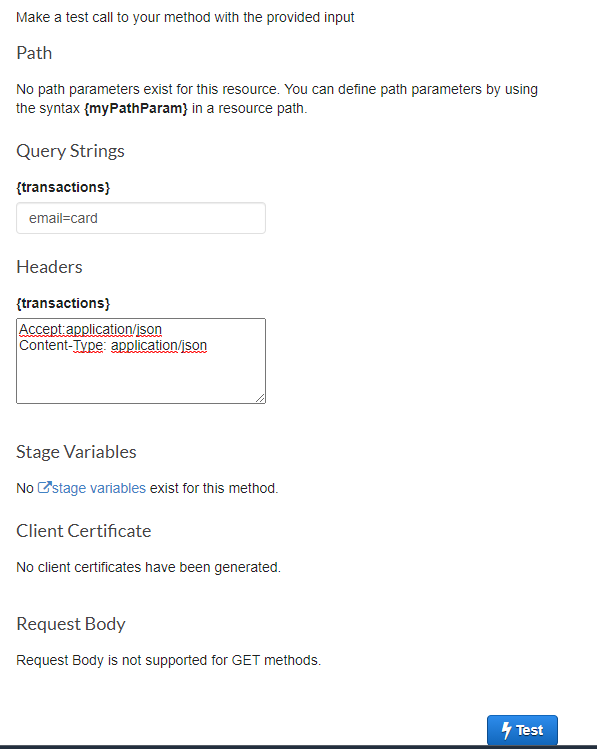 Make a test call to your method with the provided input
Path
No path parameters exist for this resource. You can define path parameters by using
the syntax {myPathParam} in a resource path.
Query Strings
{transactions}
email=card
Headers
{transactions}
Accept:application/json
Content-Type: application/json
Stage Variables
No stage variables exist for this method.
Client Certificate
No client certificates have been generated.
Request Body
Request Body is not supported for GET methods.
Test